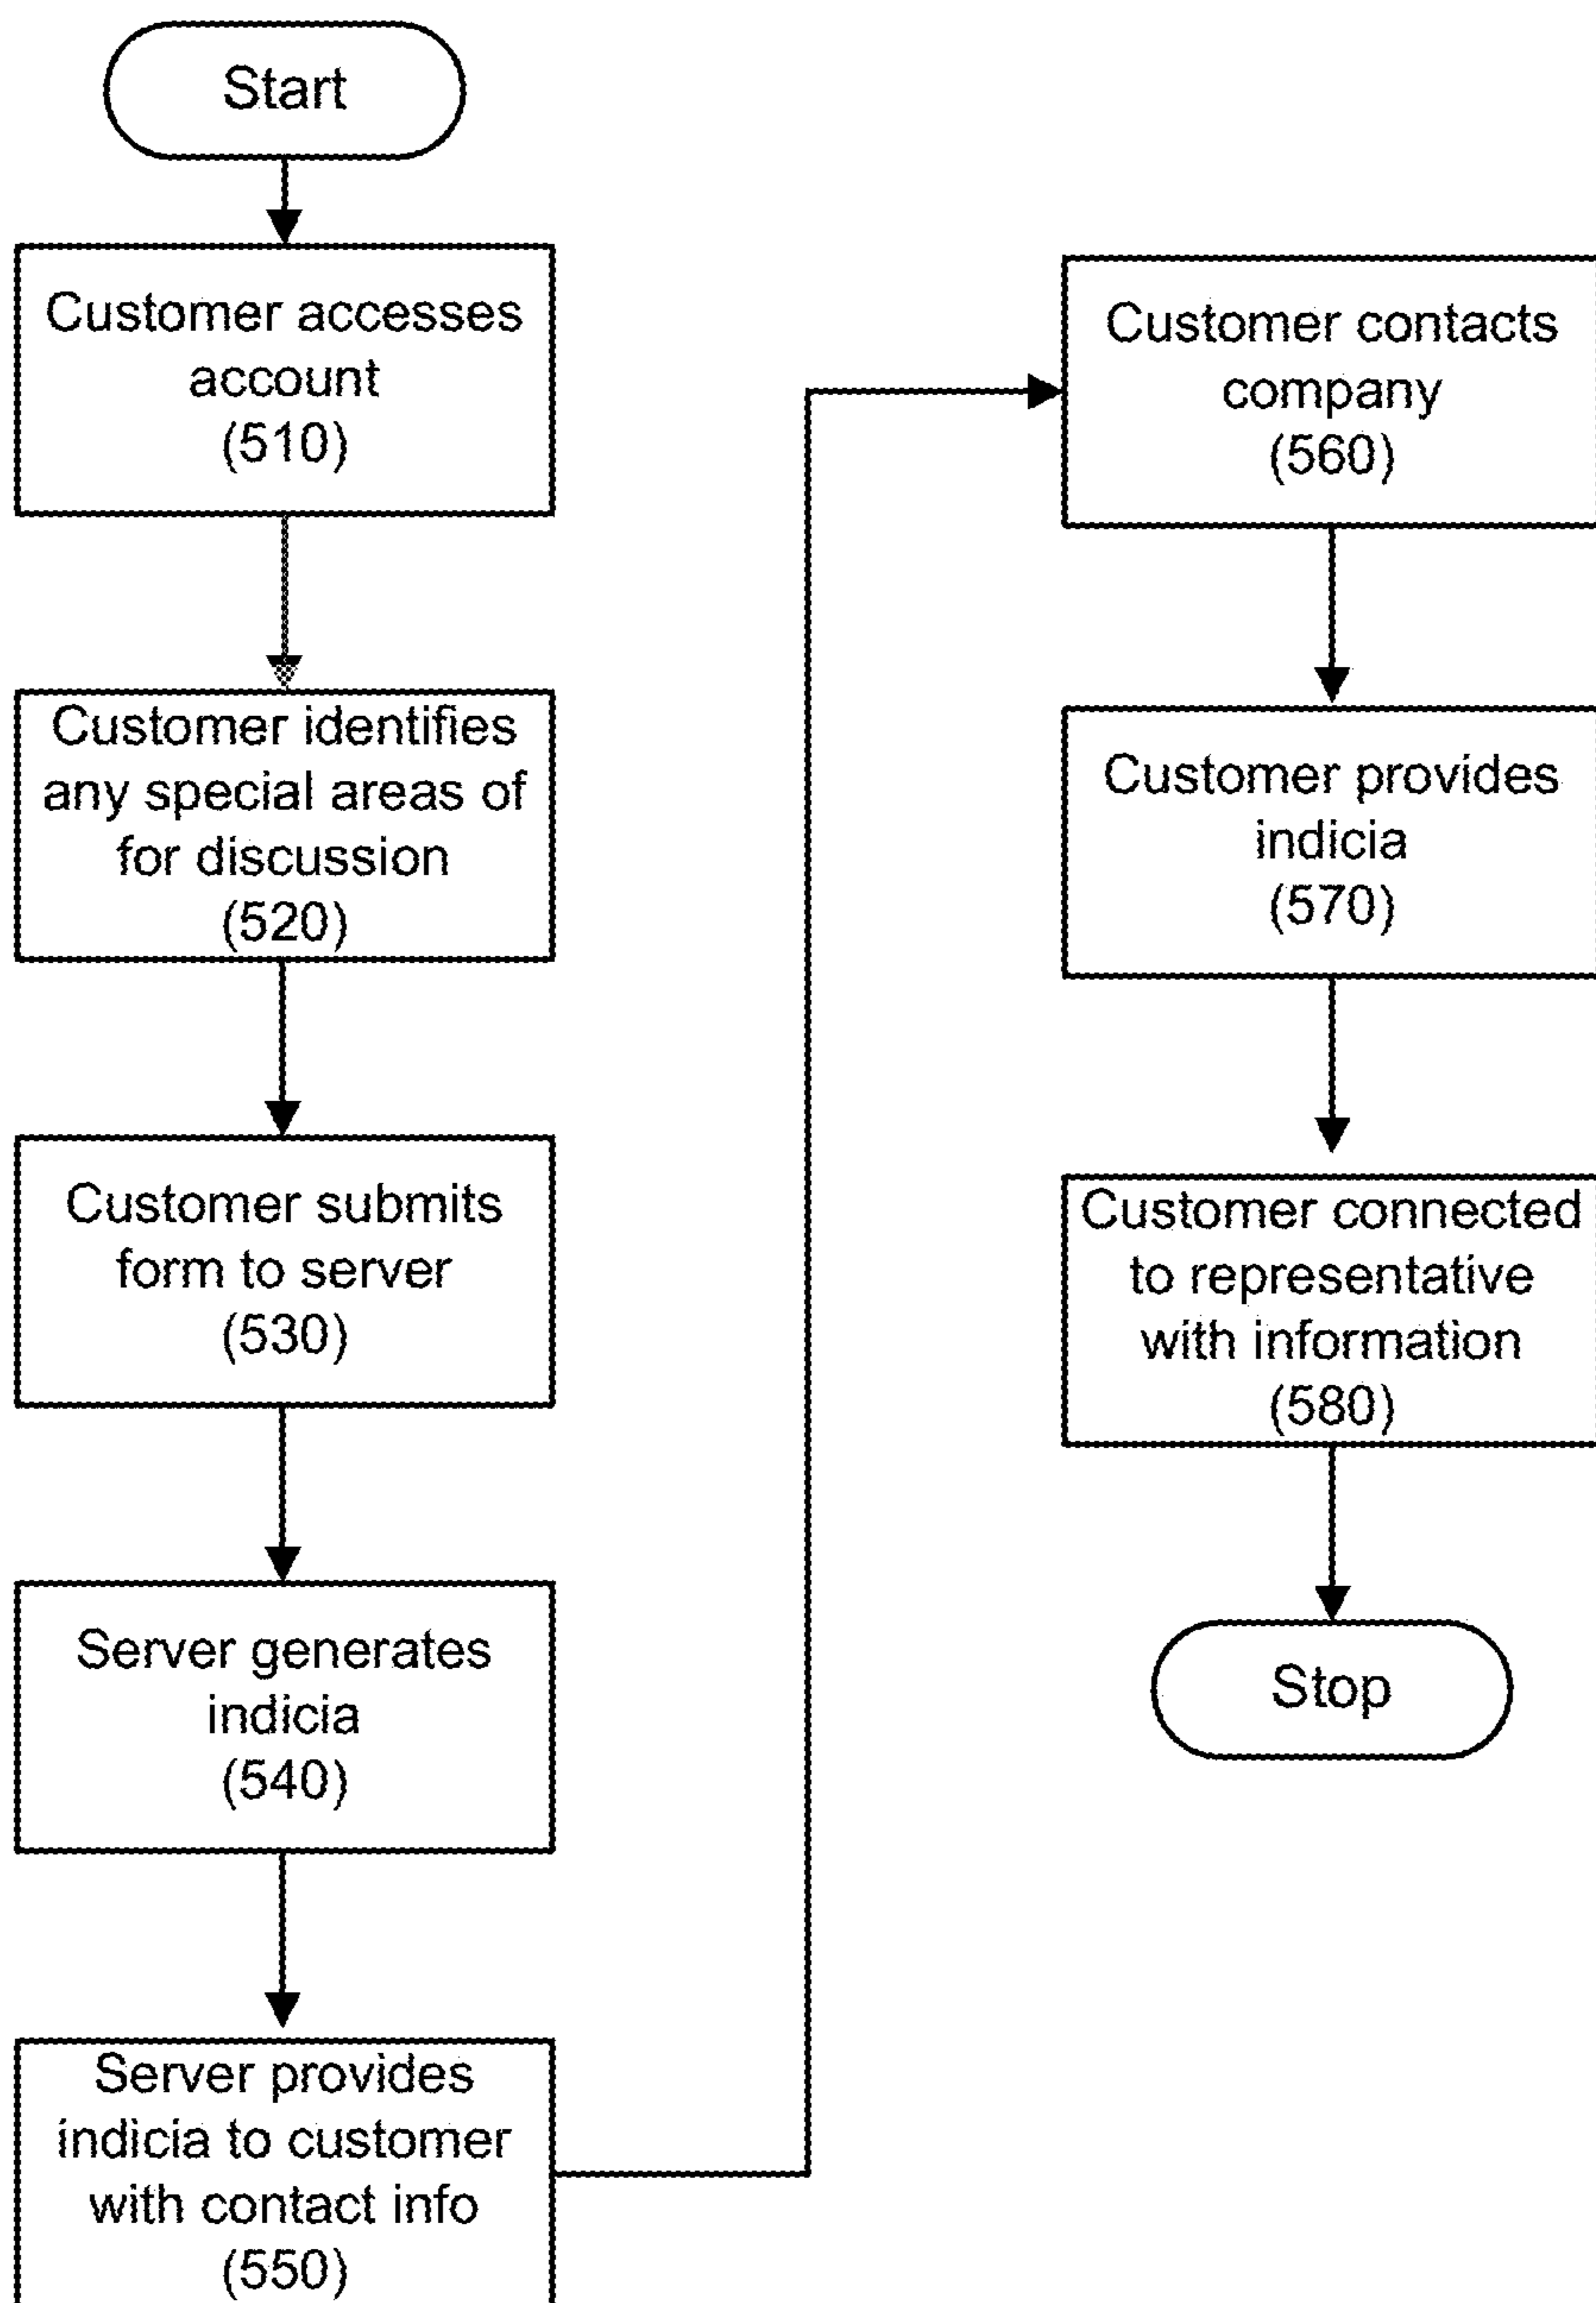 Start
Customer accesses
account
(510)
Customer identifies
any special areas of
for discussion
(520)
Customer submits
form to server
(530)
Server generates
indicia
(540)
Server provides
indicia to customer
with contact info
(550)
Customer contacts
company
(560)
Customer provides
indicia
(570)
Customer connected
to representative
with information
(580)
Stop